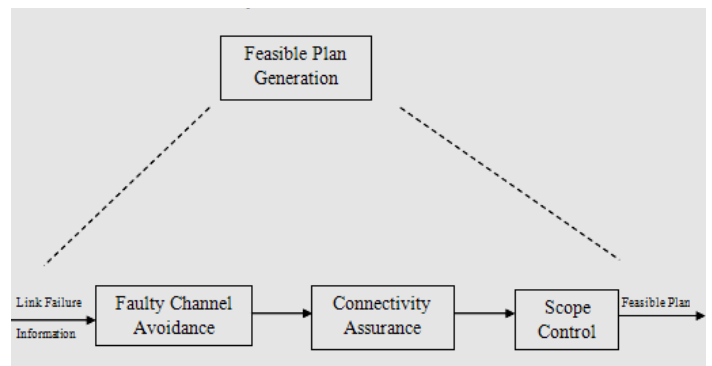 Feasible Plan
Generation
Link Failure
Information
Faulty Channel
Avoidance
Connectivity
Assurance
Scope
Control
Feasible Plan